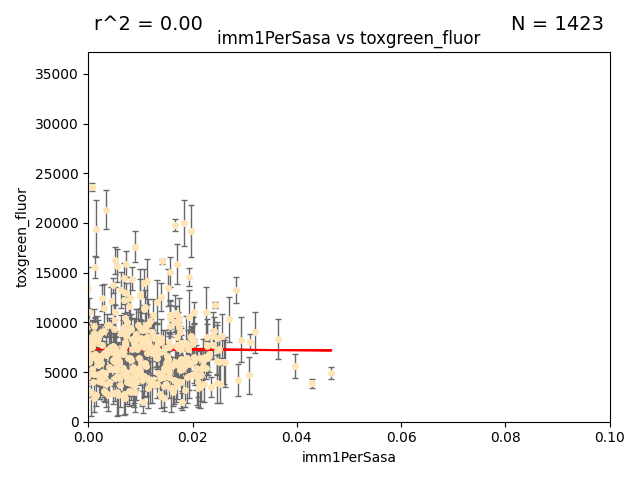 r^2 = 0.00
N = 1423
imm1PerSasa vs toxgreen_fluor
35000
30000
25000
20000
15000
10000
5000
0
toxgreen_fluor
0.00
0.02
0.04
0.06
0.08
0.10
imm1PerSasa